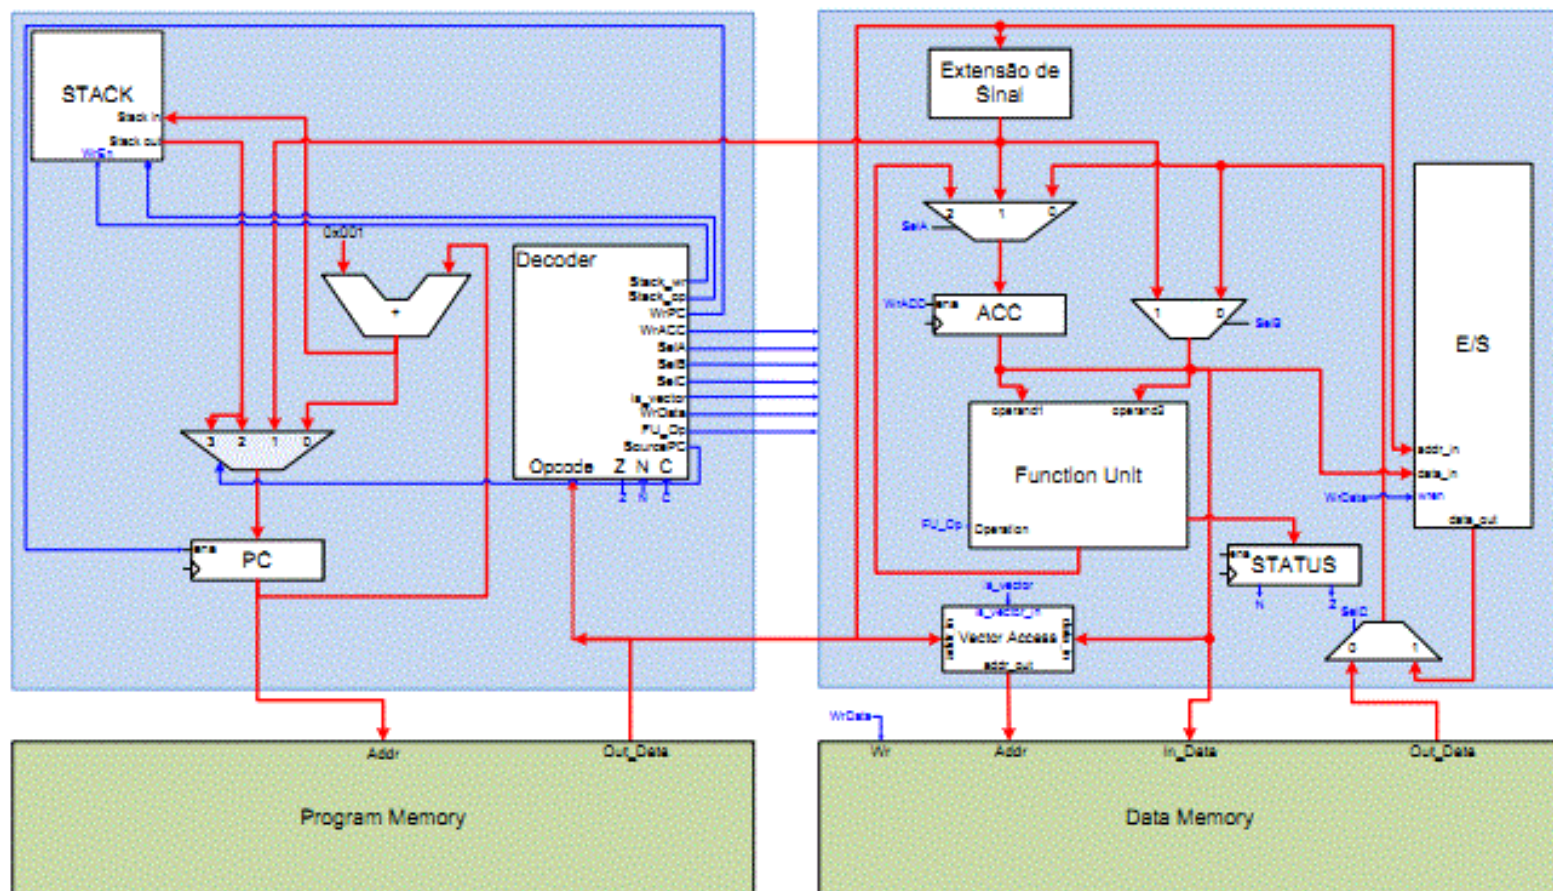 STACK
Stack in
Stack out
WrEn
0x001
+
3 2 1 0
ena
PC
Decoder
Stack_wr
Stack_op
WrPC
WrACC
SelA
SelB
SelC
Is_vector
WrData
FU_Op
SourcePC
Opcode Z N C
Z N C
Extensão de
Sinal
2 1 0
SelA
WrACC
ena
ACC
1 0
SelB
operand1
operand2
Function Unit
FU_Op
Operation
E/S
addr_in
data_in
WrData
wren
data_out
ena
STATUS
N
Z
SelC
0 1
Is_vector
Is_vector_in
Vector Access
addr_out
WrData
Addr
Out_Data
Program Memory
Wr
Addr
In_Data
Out_Data
Data Memory